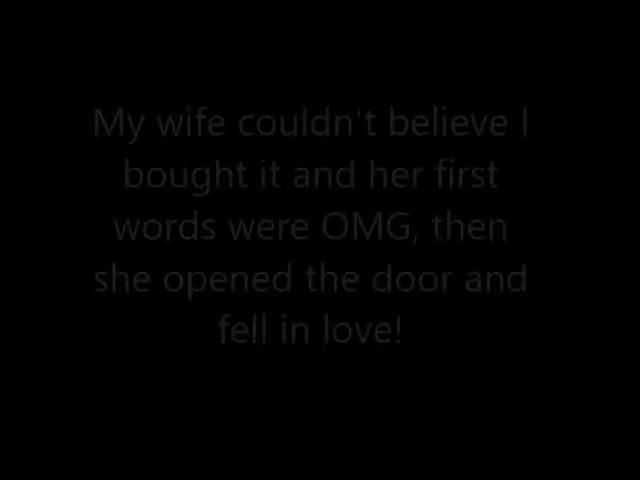 My wife couldn't believe I
bought it and her first
words were OMG, then
she opened the door and
fell in love!